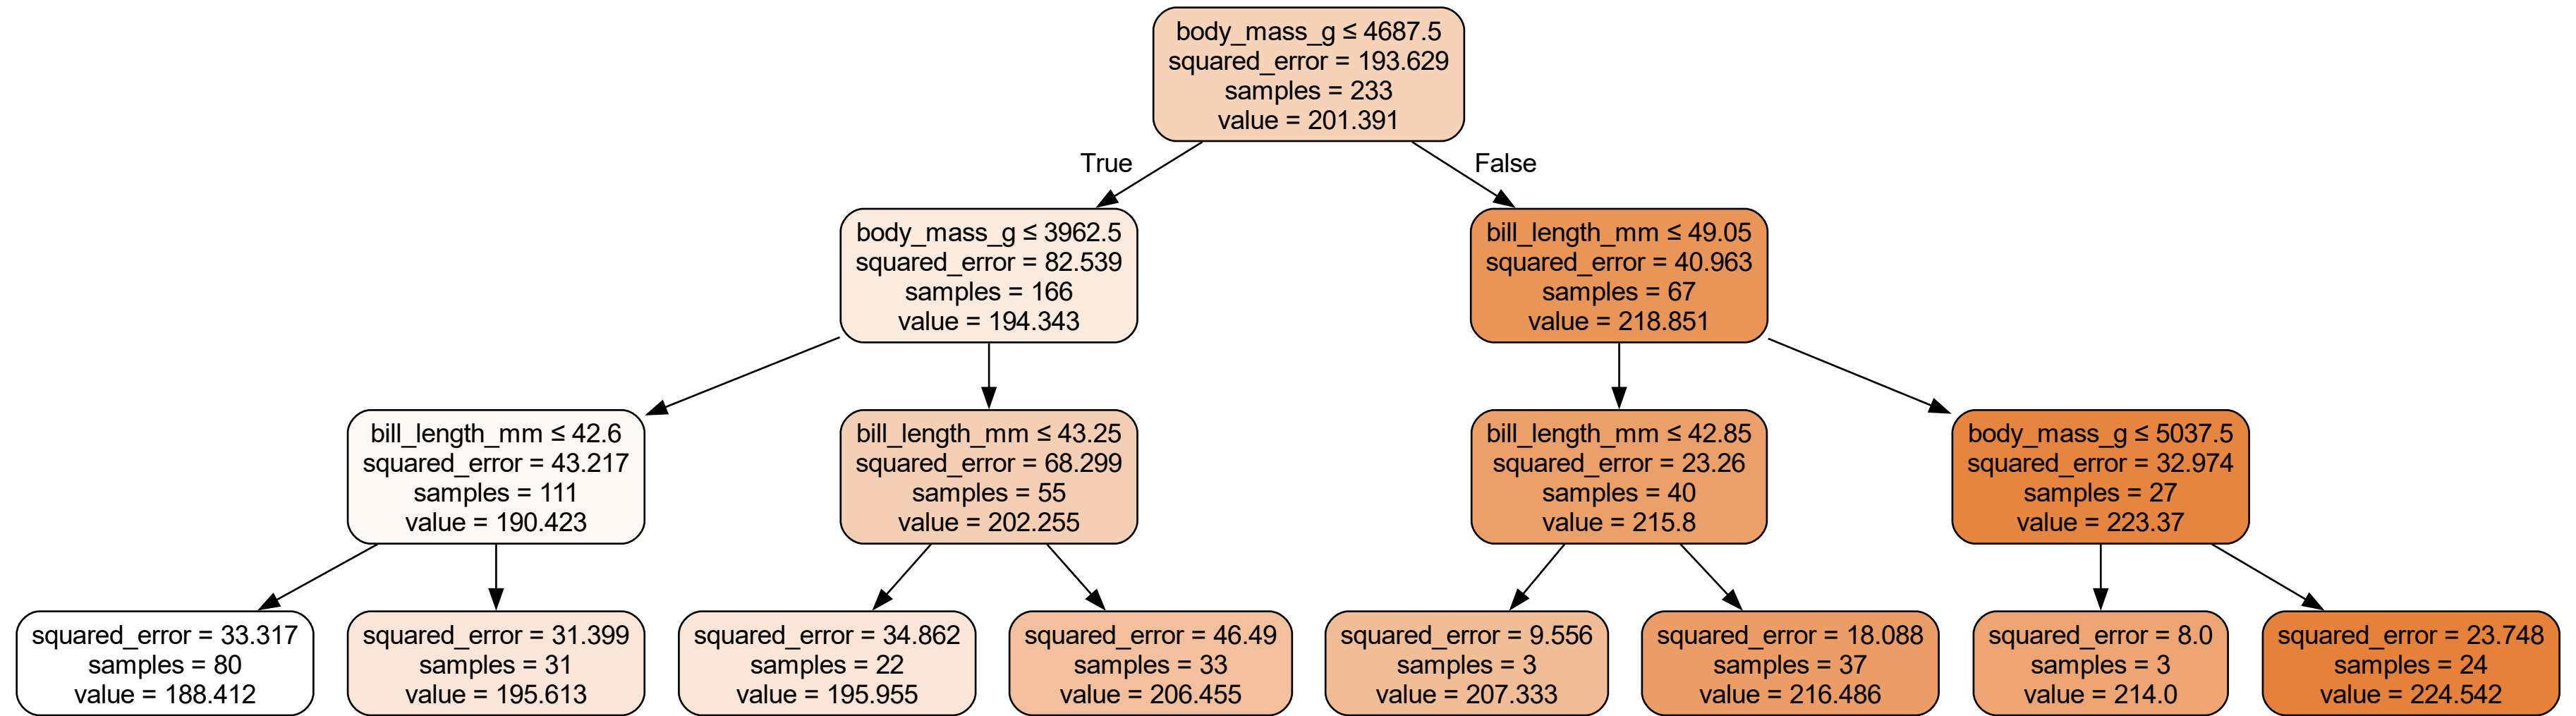 body_mass_g ≤ 4687.5
squared_error = 193.629
samples = 233
value = 201.391
True
False
body_mass_g ≤ 3962.5
squared_error = 82.539
samples = 166
value = 194.343
bill_length_mm ≤ 49.05
squared_error = 40.963
samples = 67
value = 218.851
bill_length_mm ≤ 42.6
squared_error = 43.217
samples = 111
value = 190.423
bill_length_mm ≤ 43.25
squared_error = 68.299
samples = 55
value = 202.255
bill_length_mm ≤ 42.85
squared_error = 23.26
samples = 40
value = 215.8
body_mass_g ≤ 5037.5
squared_error = 32.974
samples = 27
value = 223.37
squared_error = 33.317
samples = 80
value = 188.412
squared_error = 31.399
samples = 31
value = 195.613
squared_error = 34.862
samples = 22
value = 195.955
squared_error = 46.49
samples = 33
value = 206.455
squared_error = 9.556
samples = 3
value = 207.333
squared_error = 18.088
samples = 37
value = 216.486
squared_error = 8.0
samples = 3
value = 214.0
squared_error = 23.748
samples = 24
value = 224.542